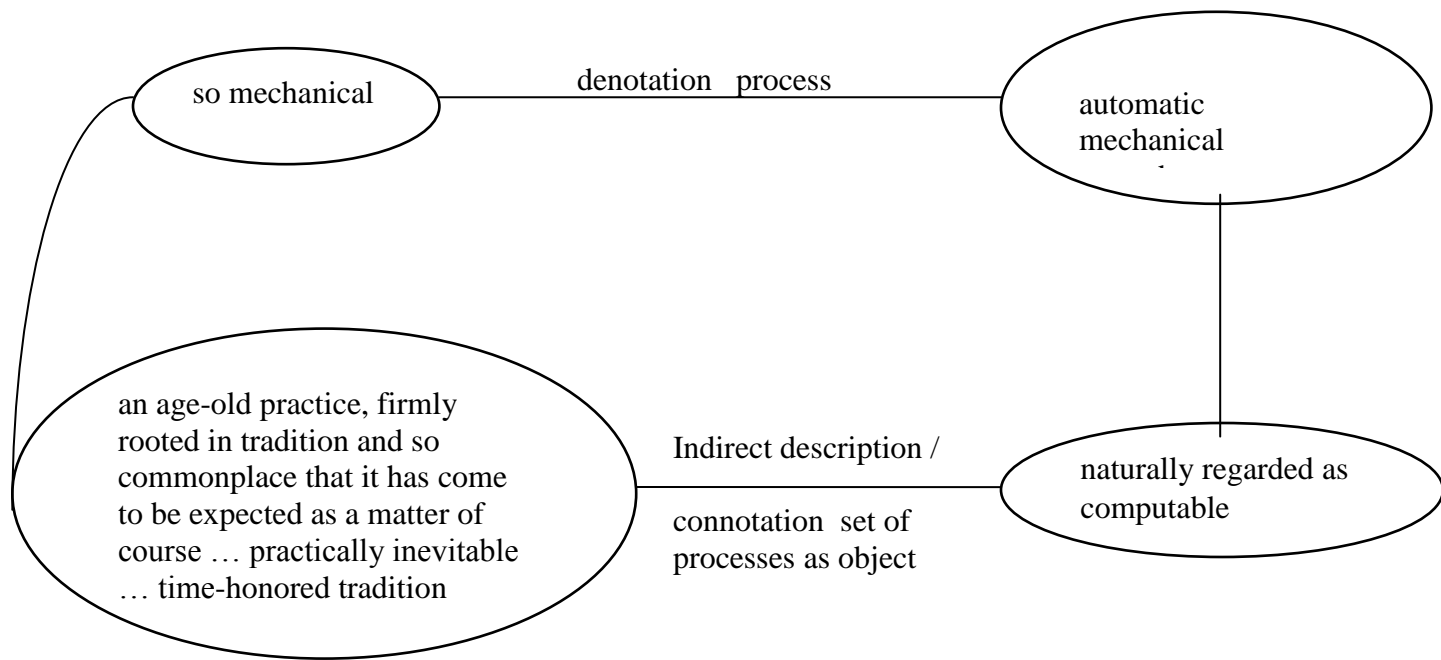 so mechanical
denotation process
automatic
mechanical
an age-old practice, firmly
rooted in tradition and so
commonplace that it has come
to be expected as a matter of
course … practically inevitable
… time-honored tradition
Indirect description /
connotation set of
processes as object
naturally regarded as
computable